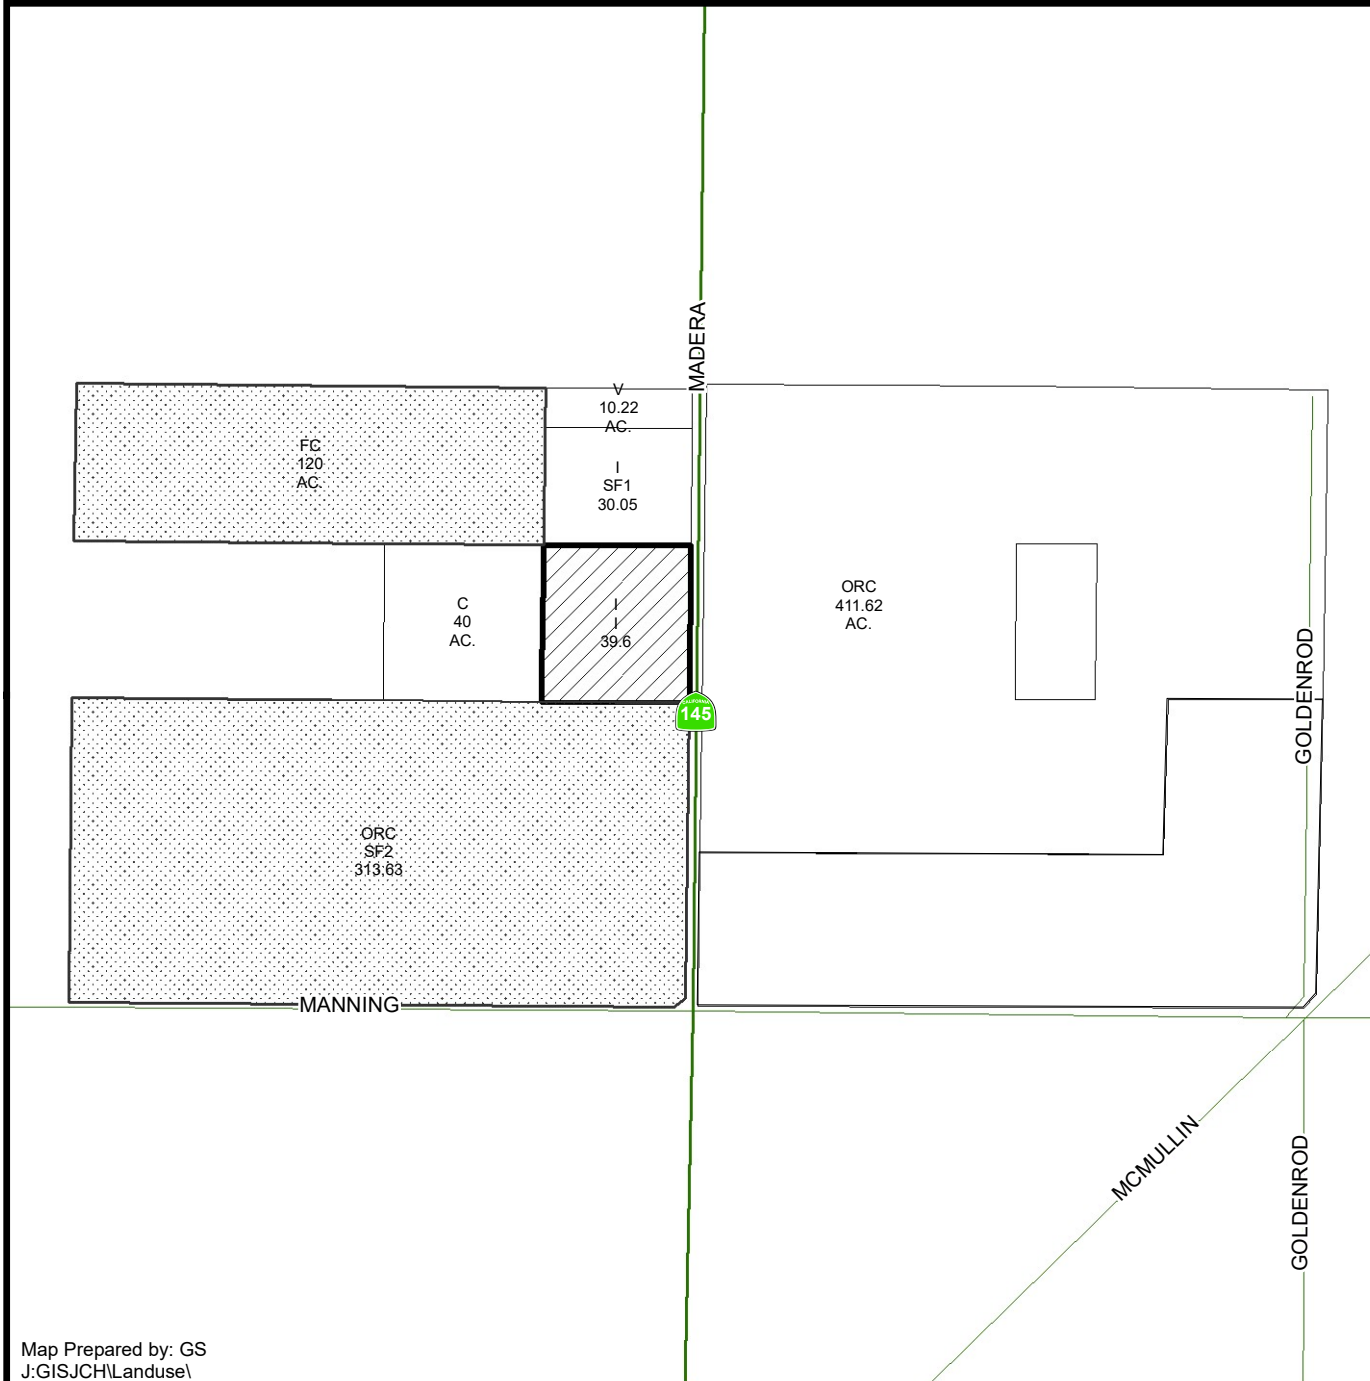 MADERA
V
10.22
AC.
FC
120
AC.
I
SF1
30.05
C
40
AC.
I
I
39.6
ORC
411.62
AC.
GOLDENROD
CALIFORNIA
145
ORC
SF2
313.63
MANNING
MCMULLIN
GOLDENROD
Map Prepared by: GS
J:GISJCH\Landuse\